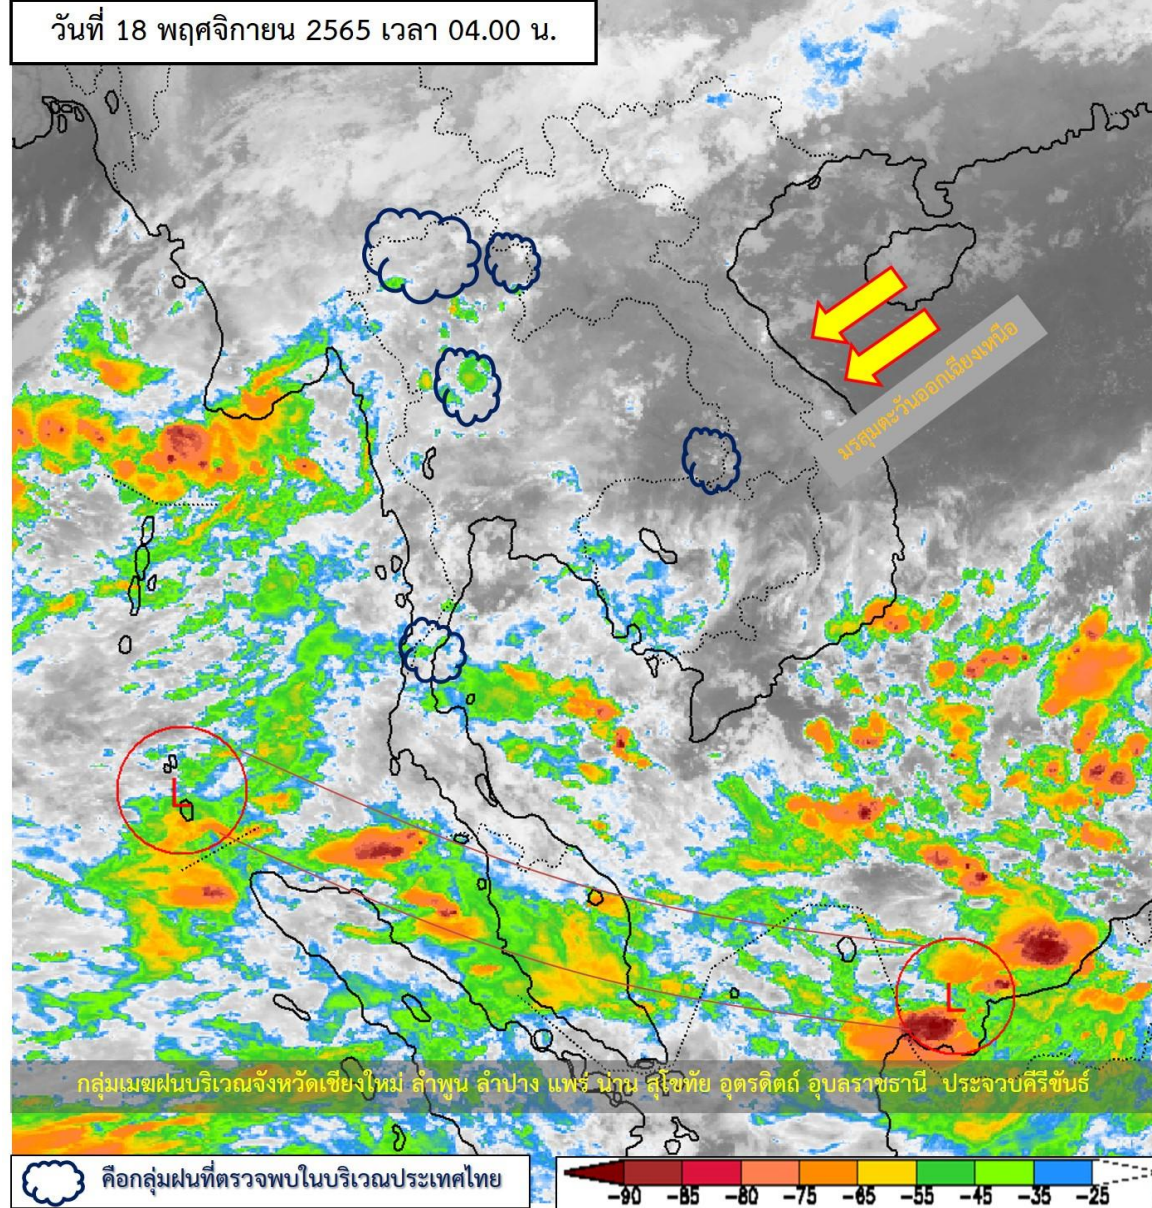 วันที่ 18 พฤศจิกายน 2565 เวลา 04.00 น.
มรสุมตะวันออกเฉียงเหนือ
L
L
กลุ่มเมฆฝนบริเวณจังหวัดเชียงใหม่ ลำพูน ลำปาง แพร่ น่าน สุโขทัย อุตรดิตถ์ อุบลราชธานี ประจวบคีรีขันธ์
คือกลุ่มฝนที่ตรวจพบในบริเวณประเทศไทย
-90 -85 -80 -75 -65 -55 -45 -35 -25